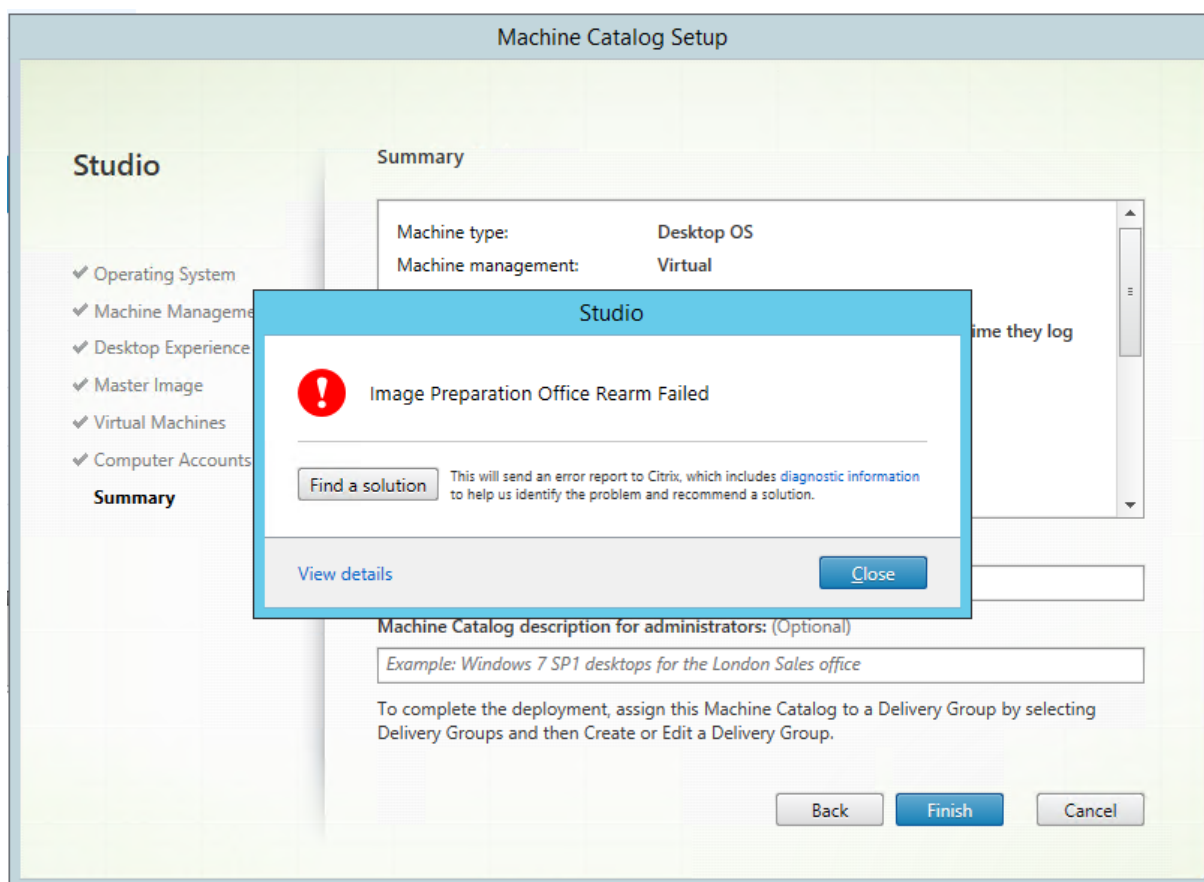 Machine Catalog Setup
Studio
✔ Operating System
✔ Machine Manageme
✔ Desktop Experience
✔ Master Image
✔ Virtual Machines
✔ Computer Accounts
Summary
Summary
Machine type: Desktop OS
Machine management: Virtual
ime they log
Studio
Image Preparation Office Rearm Failed
Find a solution
This will send an error report to Citrix, which includes diagnostic information
to help us identify the problem and recommend a solution.
View details
Close
Machine Catalog description for administrators: (Optional)
Example: Windows 7 SP1 desktops for the London Sales office
To complete the deployment, assign this Machine Catalog to a Delivery Group by selecting
Delivery Groups and then Create or Edit a Delivery Group.
Back Finish Cancel